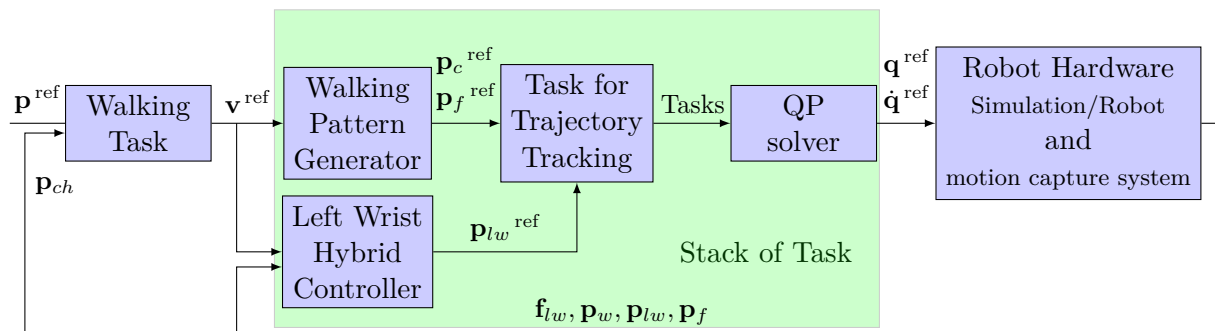 p^ref
Walking
Task
p_ch
v^ref
Walking
Pattern
Generator
Left Wrist
Hybrid
Controller
p_c^ref
p_f^ref
p_lw^ref
Task for
Trajectory
Tracking
Tasks
QP
solver
Stack of Task
f_lw, p_w, p_lw, p_f
q^ref
q̇^ref
Robot Hardware
Simulation/Robot
and
motion capture system